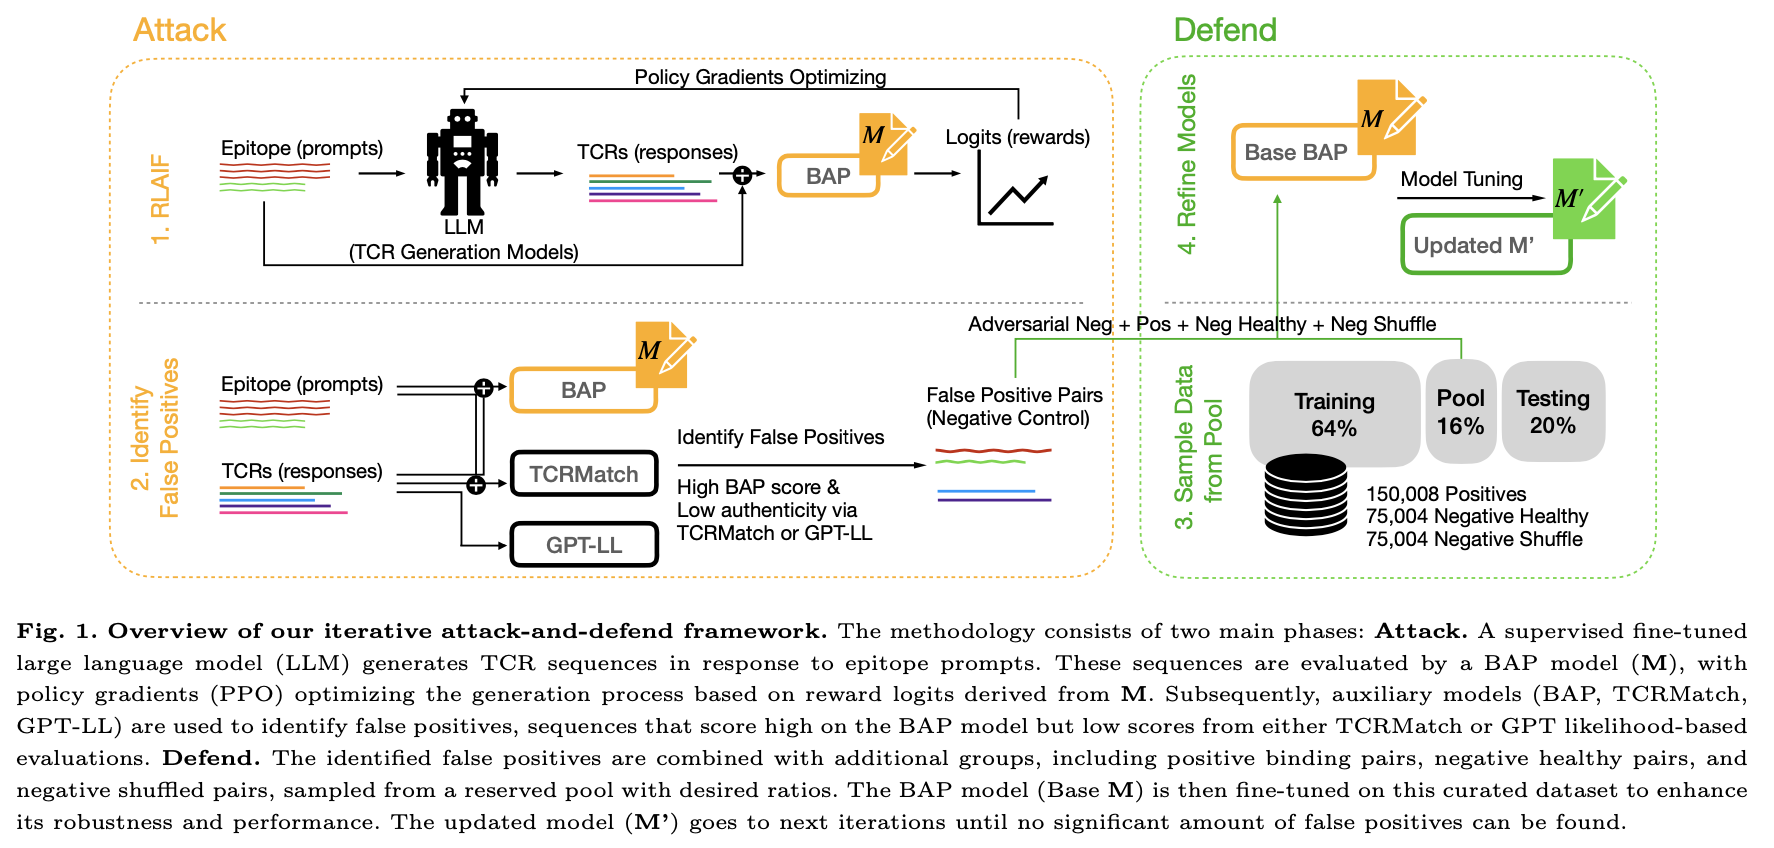 Attack
Defend
1. RLAIF
Policy Gradients Optimizing
Epitope (prompts)
LLM
(TCR Generation Models)
TCRs (responses)
BAP
M
Logits (rewards)
2. Identify
False Positives
Epitope (prompts)
TCRs (responses)
BAP
M
TCRMatch
GPT-LL
Identify False Positives
High BAP score &
Low authenticity via
TCRMatch or GPT-LL
False Positive Pairs
(Negative Control)
Adversarial Neg + Pos + Neg Healthy + Neg Shuffle
4. Refine Models
Base BAP
M
Model Tuning
M'
Updated M’
3. Sample Data
from Pool
Training
64%
Pool
16%
Testing
20%
150,008 Positives
75,004 Negative Healthy
75,004 Negative Shuffle
Fig. 1. Overview of our iterative attack-and-defend framework. The methodology consists of two main phases: Attack. A supervised fine-tuned
large language model (LLM) generates TCR sequences in response to epitope prompts. These sequences are evaluated by a BAP model (M), with
policy gradients (PPO) optimizing the generation process based on reward logits derived from M. Subsequently, auxiliary models (BAP, TCRMatch,
GPT-LL) are used to identify false positives, sequences that score high on the BAP model but low scores from either TCRMatch or GPT likelihood-based
evaluations. Defend. The identified false positives are combined with additional groups, including positive binding pairs, negative healthy pairs, and
negative shuffled pairs, sampled from a reserved pool with desired ratios. The BAP model (Base M) is then fine-tuned on this curated dataset to enhance
its robustness and performance. The updated model (M’) goes to next iterations until no significant amount of false positives can be found.